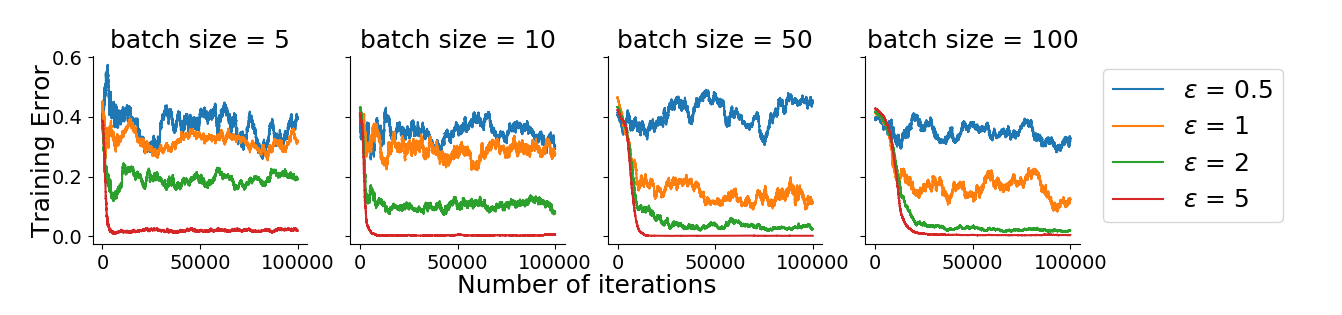 batch size = 5
batch size = 10
batch size = 50
batch size = 100
Training Error
0.6
0.4
0.2
0.0
0
50000
100000
0
50000
100000
0
50000
100000
0
50000
100000
Number of iterations
ε = 0.5
ε = 1
ε = 2
ε = 5